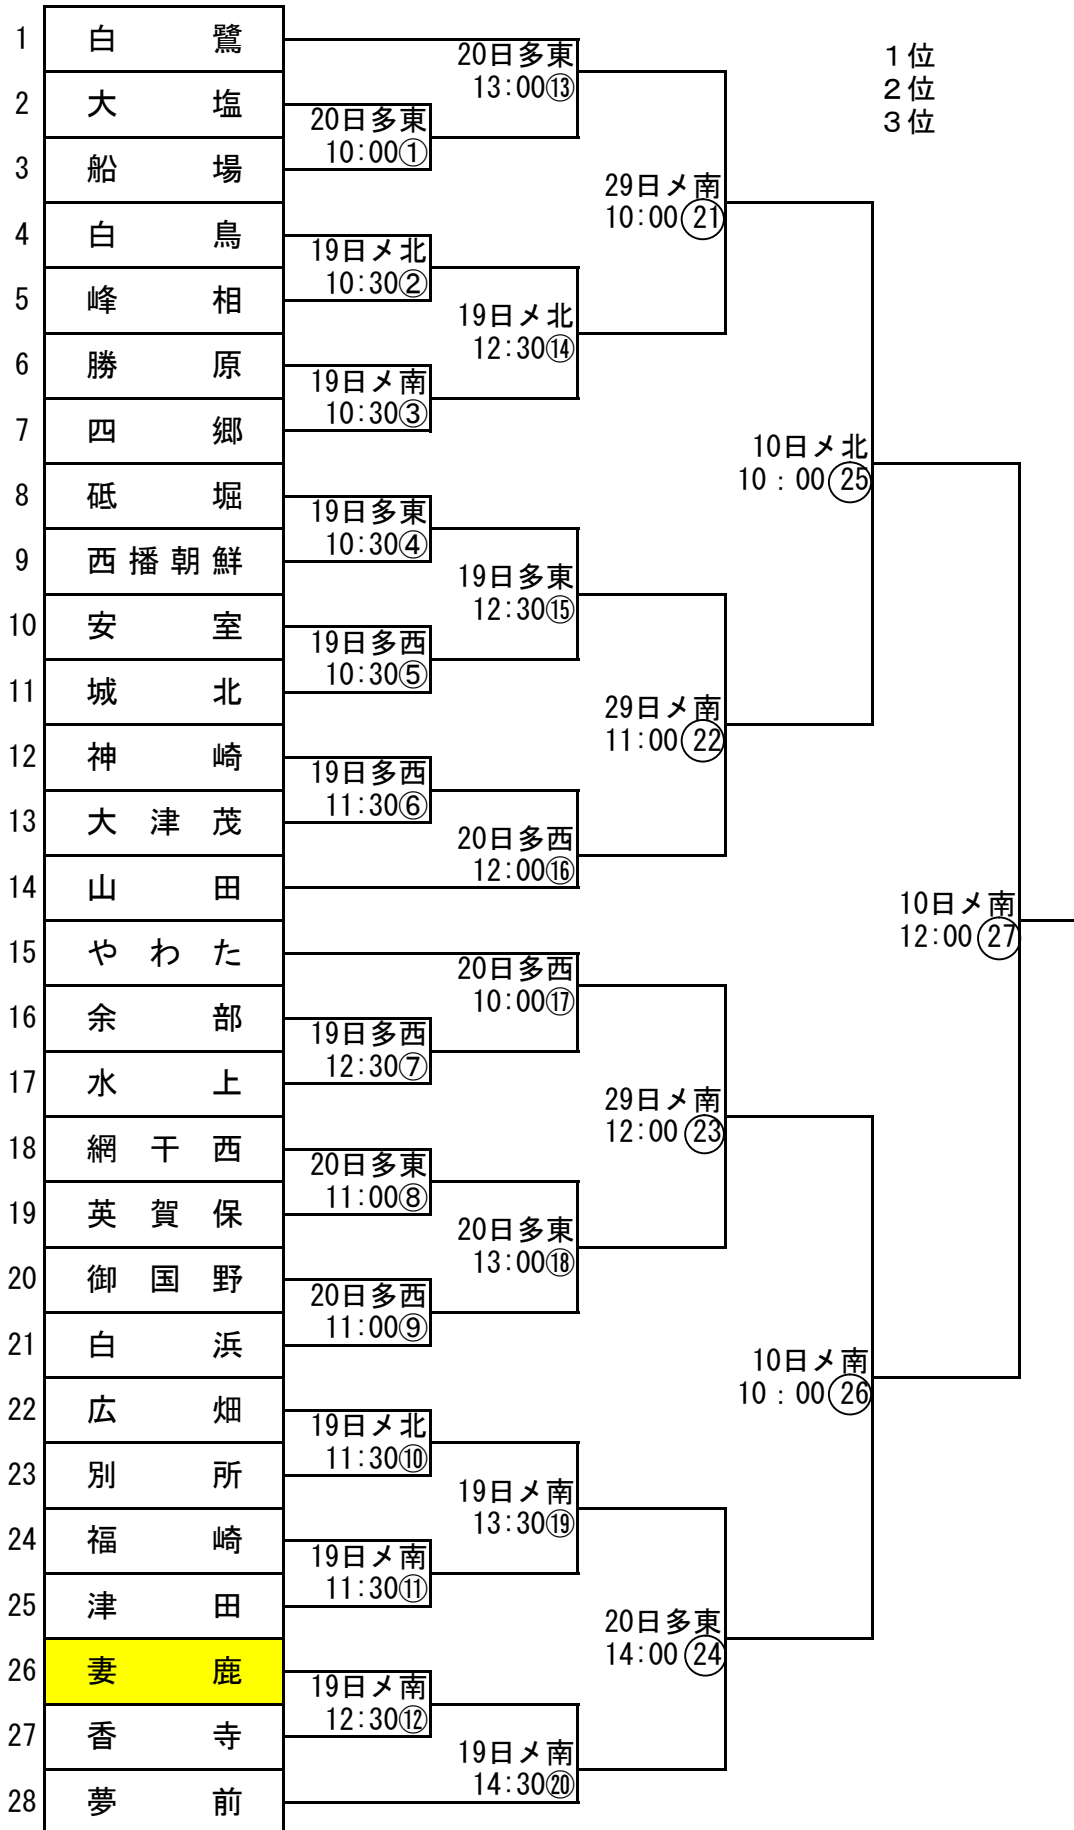 1 白鷺
20日多東
13:00⑬
1位
2位
3位
2 大塩
20日多東
10:00①
3 船場
29日メ南
10:00㉑
4 白鳥
19日メ北
10:30②
5 峰相
19日メ北
12:30⑭
6 勝原
19日メ南
10:30③
7 四郷
10日メ北
10:00㉕
8 砥堀
19日多東
10:30④
9 西播朝鮮
19日多東
12:30⑮
10 安室
19日多西
10:30⑤
11 城北
29日メ南
11:00㉒
12 神崎
19日多西
11:30⑥
13 大津茂
20日多西
12:00⑯
14 山田
10日メ南
12:00㉗
15 やわた
20日多西
10:00⑰
16 余部
19日多西
12:30⑦
17 水上
29日メ南
12:00㉓
18 網干西
20日多東
11:00⑧
19 英賀保
20日多東
13:00⑱
20 御国野
20日多西
11:00⑨
21 白浜
10日メ南
10:00㉖
22 広畑
19日メ北
11:30⑩
23 別所
19日メ南
13:30⑲
24 福崎
19日メ南
11:30⑪
25 津田
20日多東
14:00㉔
26 妻鹿
19日メ南
12:30⑫
27 香寺
19日メ南
14:30⑳
28 夢前